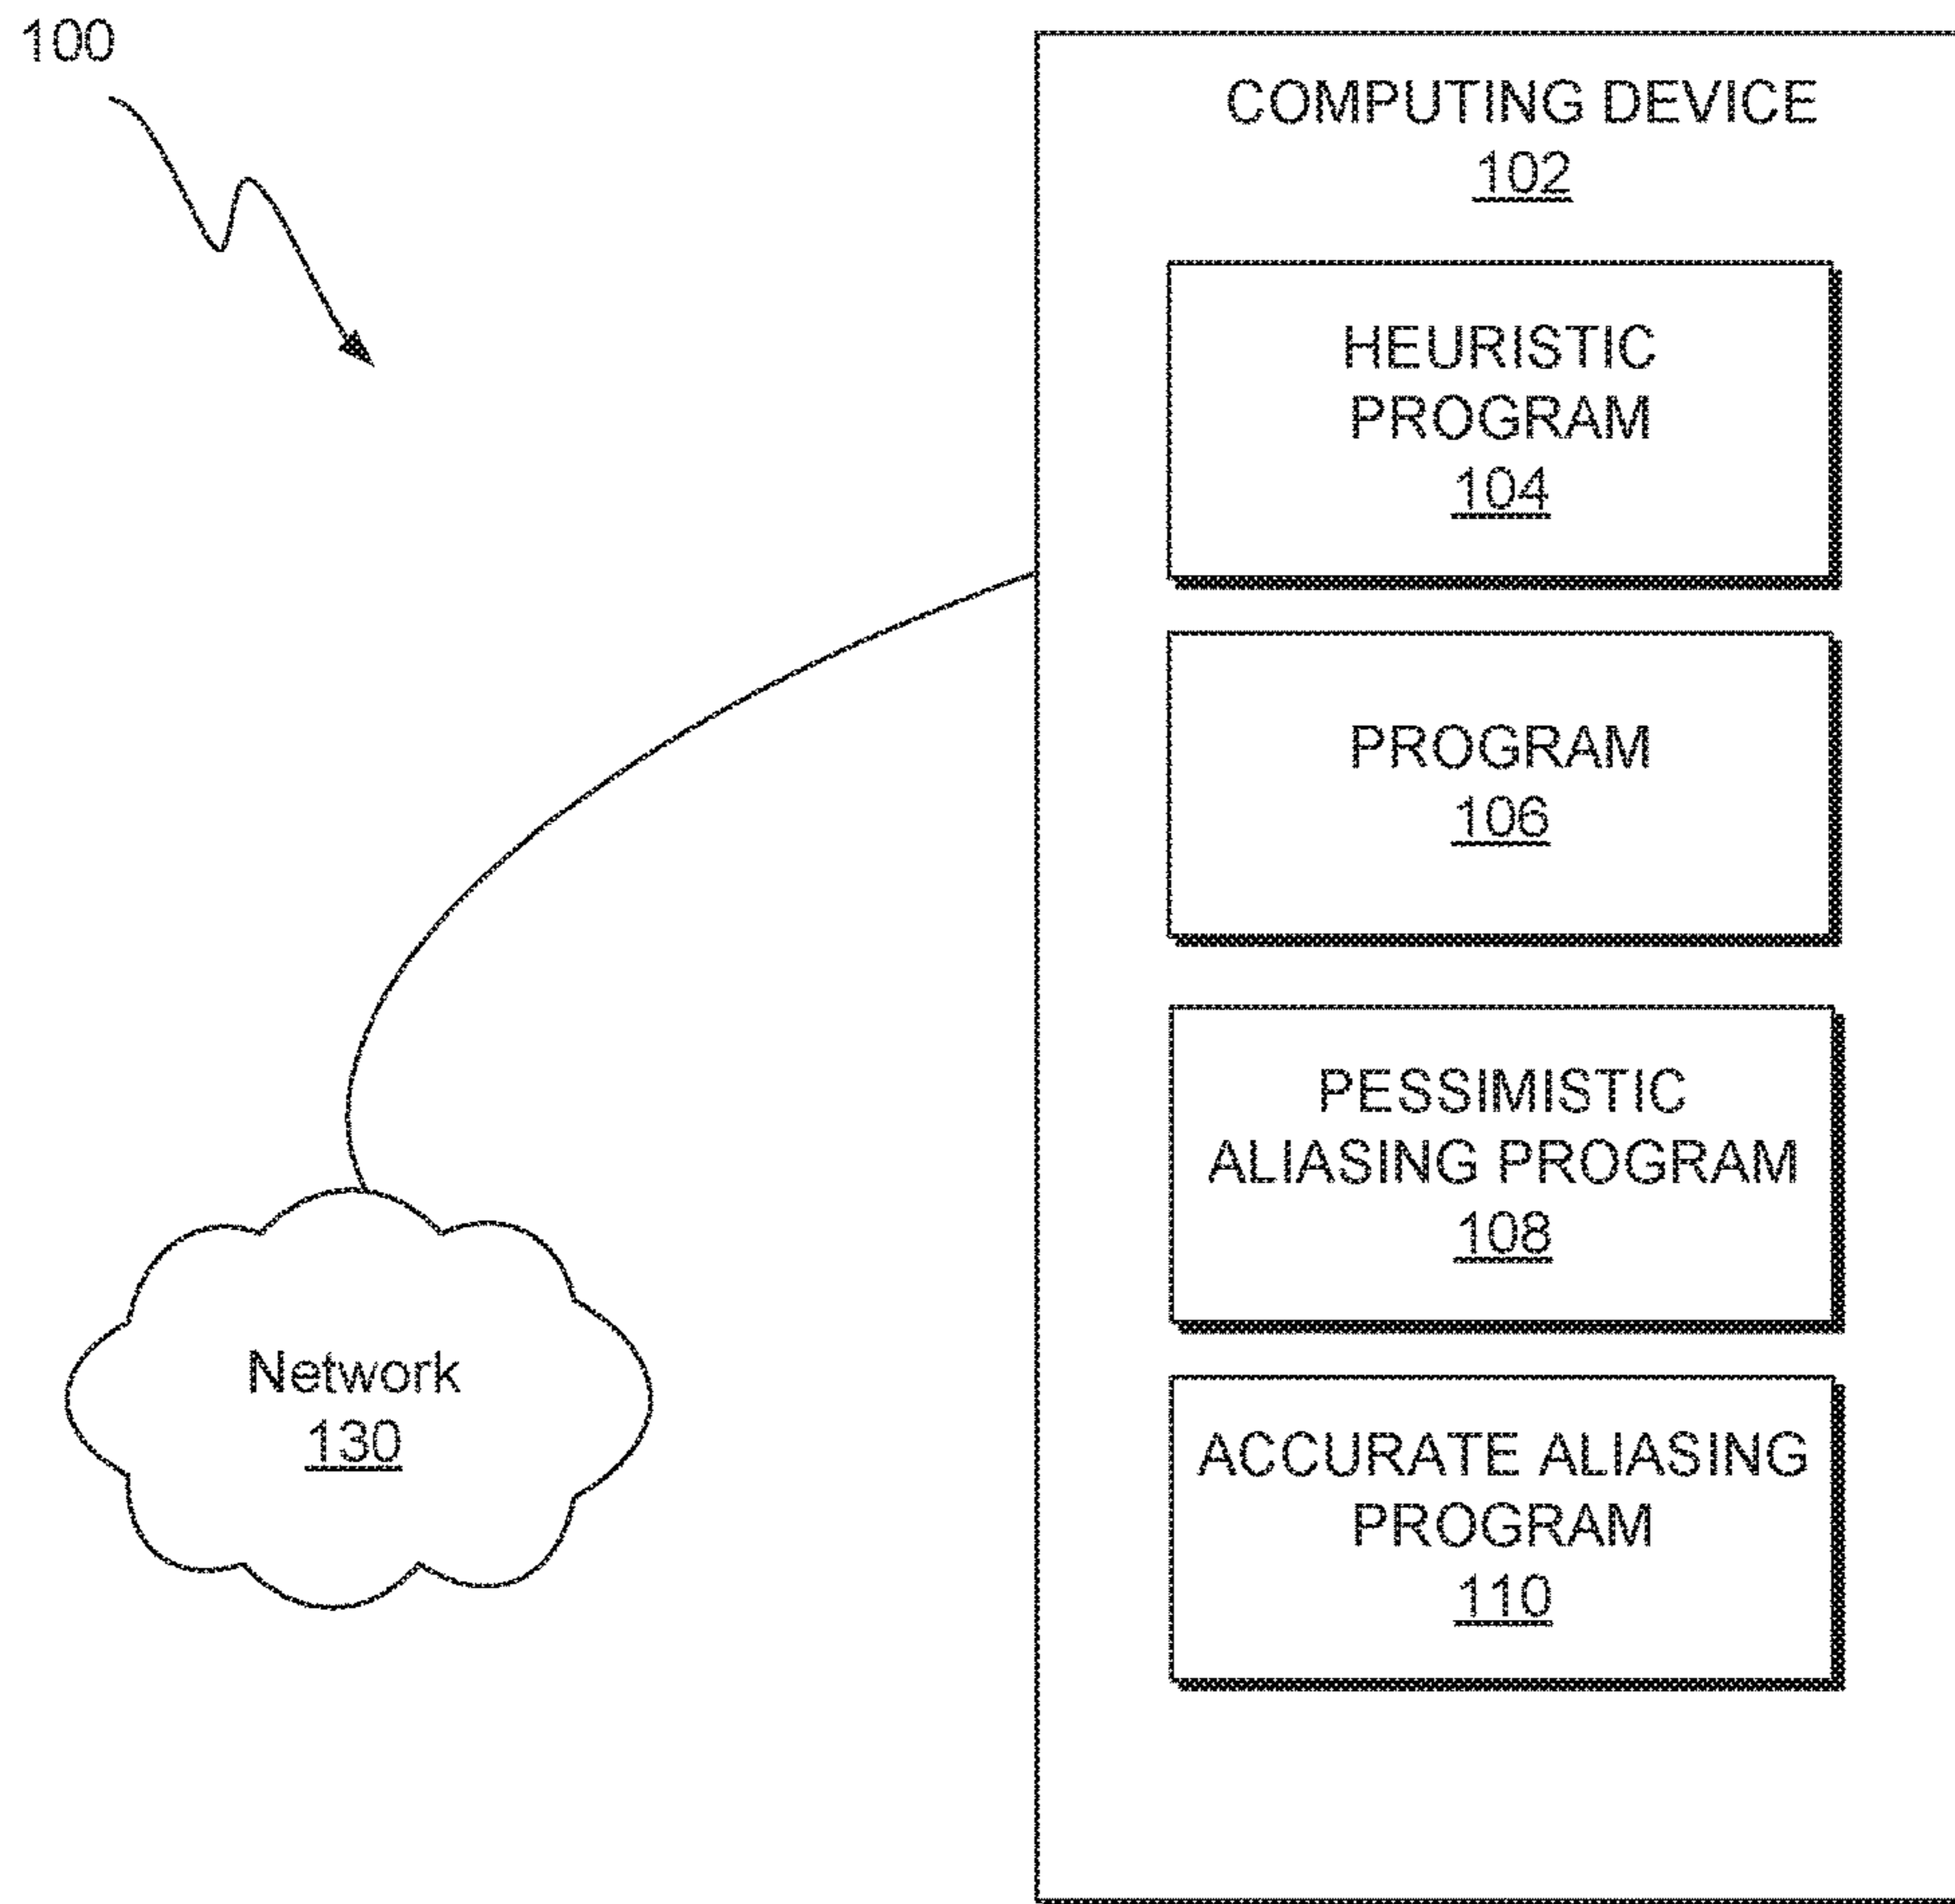 100
COMPUTING DEVICE
102
HEURISTIC
PROGRAM
104
PROGRAM
106
PESSIMISTIC
ALIASING PROGRAM
108
ACCURATE ALIASING
PROGRAM
110
Network
130